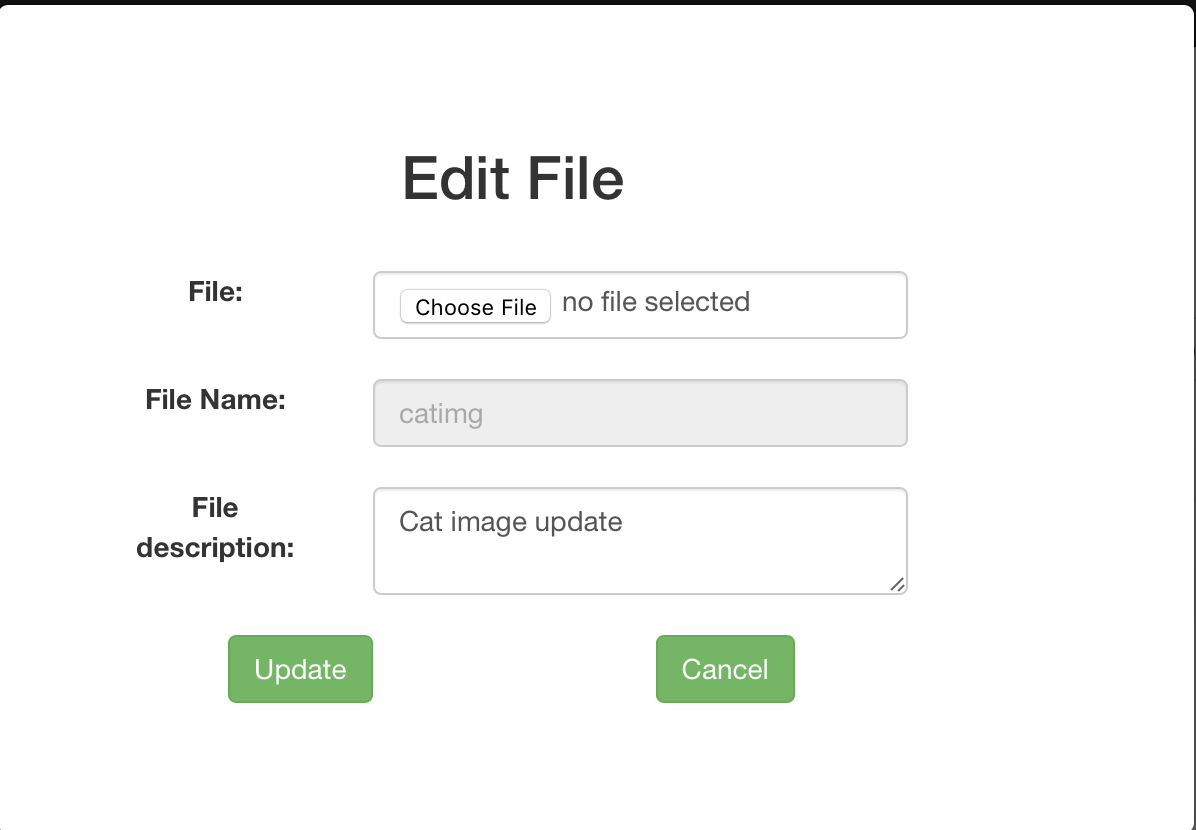 Edit File
File:
Choose File no file selected
File Name:
catimg
File
description:
Cat image update
Update
Cancel